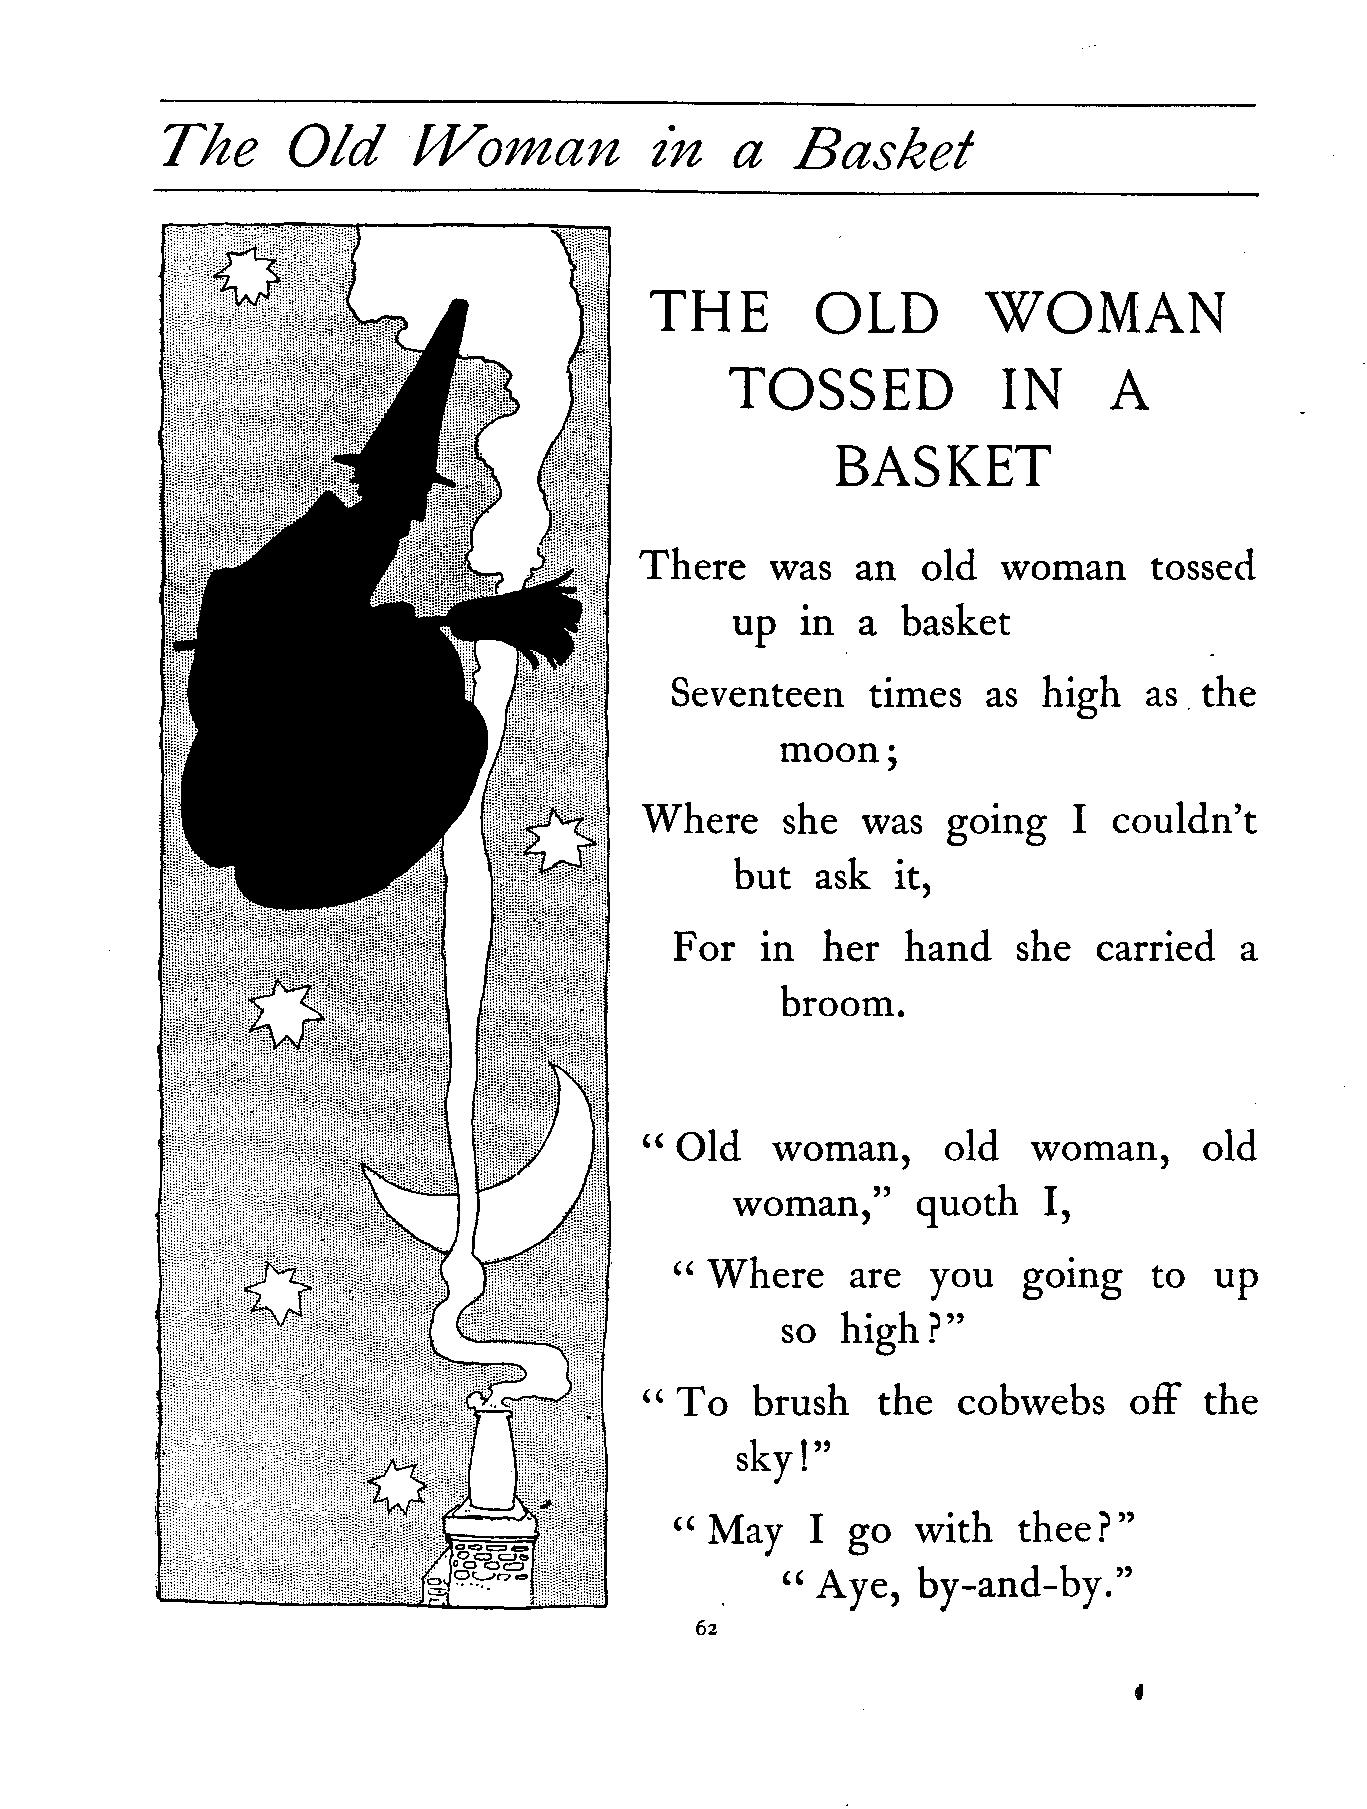 The Old Woman in a Basket
THE OLD WOMAN
TOSSED IN A
BASKET
There was an old woman tossed
up in a basket
Seventeen times as high as the
moon;
Where she was going I couldn't
but ask it,
For in her hand she carried a
broom.
“Old woman, old woman, old
woman,” quoth I,
“Where are you going to up
so high?”
“To brush the cobwebs off the
sky!”
“May I go with thee?”
“Aye, by-and-by.”
62